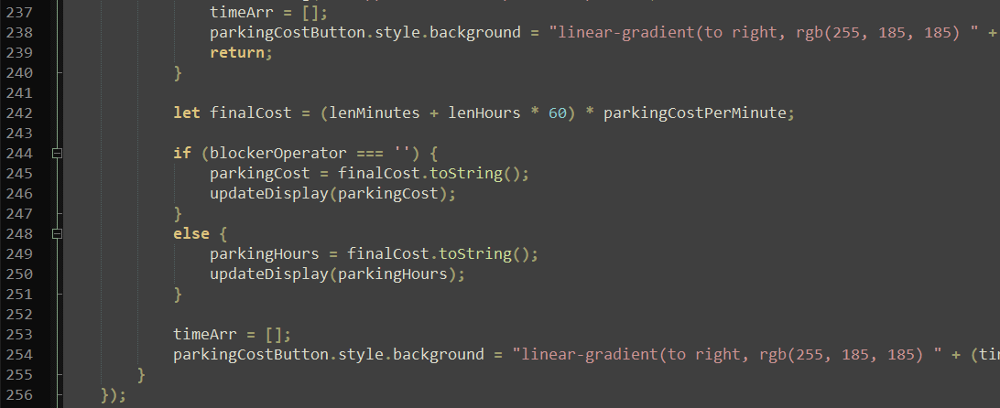 237 timeArr = [];
238 parkingCostButton.style.background = "linear-gradient(to right, rgb(255, 185, 185) " +
239 return;
240 }
241
242 let finalCost = (lenMinutes + lenHours * 60) * parkingCostPerMinute;
243
244 if (blockerOperator === '') {
245 parkingCost = finalCost.toString();
246 updateDisplay(parkingCost);
247 }
248 else {
249 parkingHours = finalCost.toString();
250 updateDisplay(parkingHours);
251 }
252
253 timeArr = [];
254 parkingCostButton.style.background = "linear-gradient(to right, rgb(255, 185, 185) " +
255 }
256 });